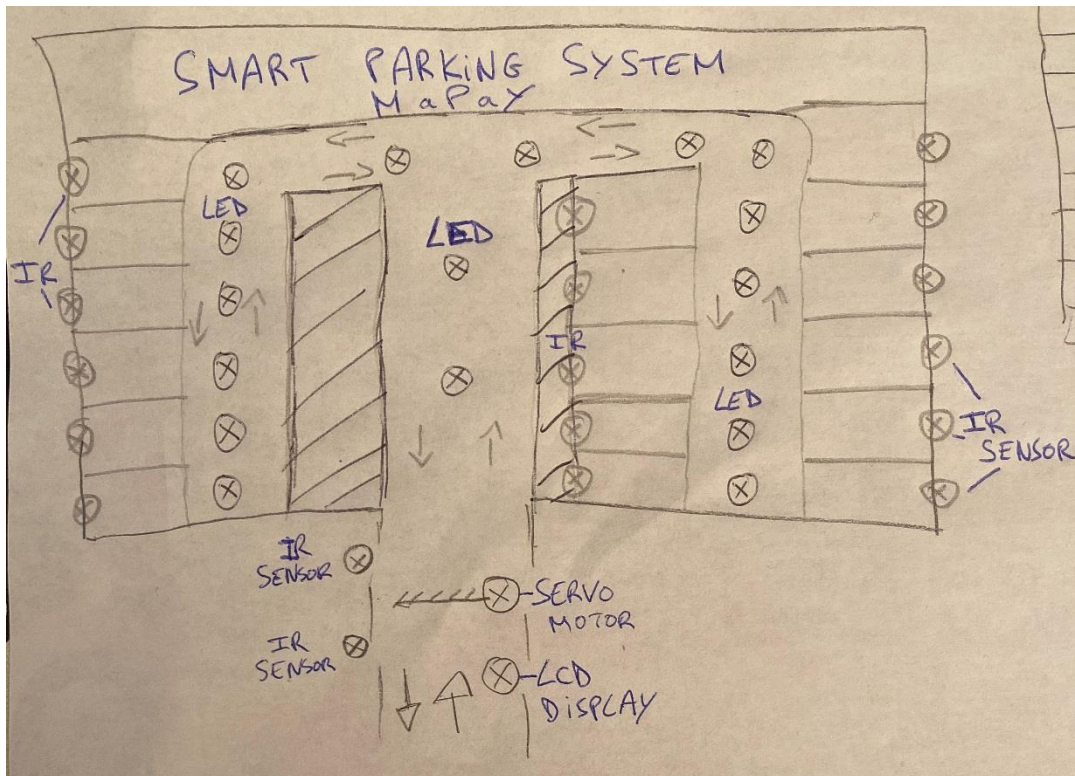 SMART PARKiNG SYSTEM
MaPaY
LED
LED
IR
IR
LED
IR
SENSOR
IR
SENSOR
SERVO
MOTOR
IR
SENSOR
LCD
DiSPLAY